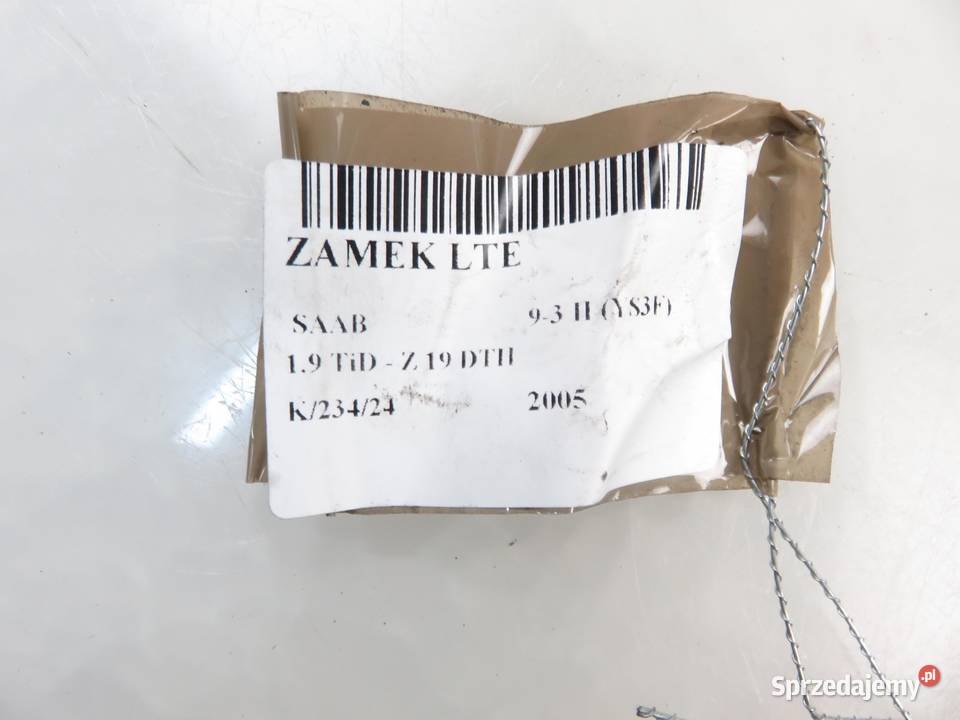 ZAMEK LTE
SAAB 9-3 II (YS3F)
1.9 TiD - Z 19 DTH
K/234/24 2005
Sprzedajemy.pl